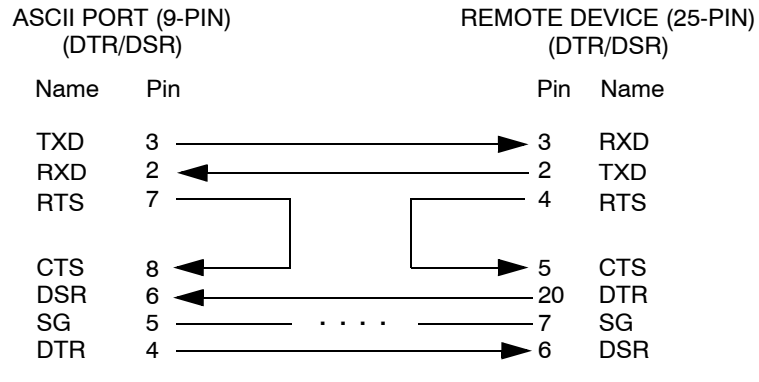 ASCII PORT (9-PIN) REMOTE DEVICE (25-PIN)
(DTR/DSR) (DTR/DSR)
Name Pin Pin Name
TXD 3 3 RXD
RXD 2 2 TXD
RTS 7 4 RTS
CTS 8 5 CTS
DSR 6 20 DTR
SG 5 . . . . 7 SG
DTR 4 6 DSR